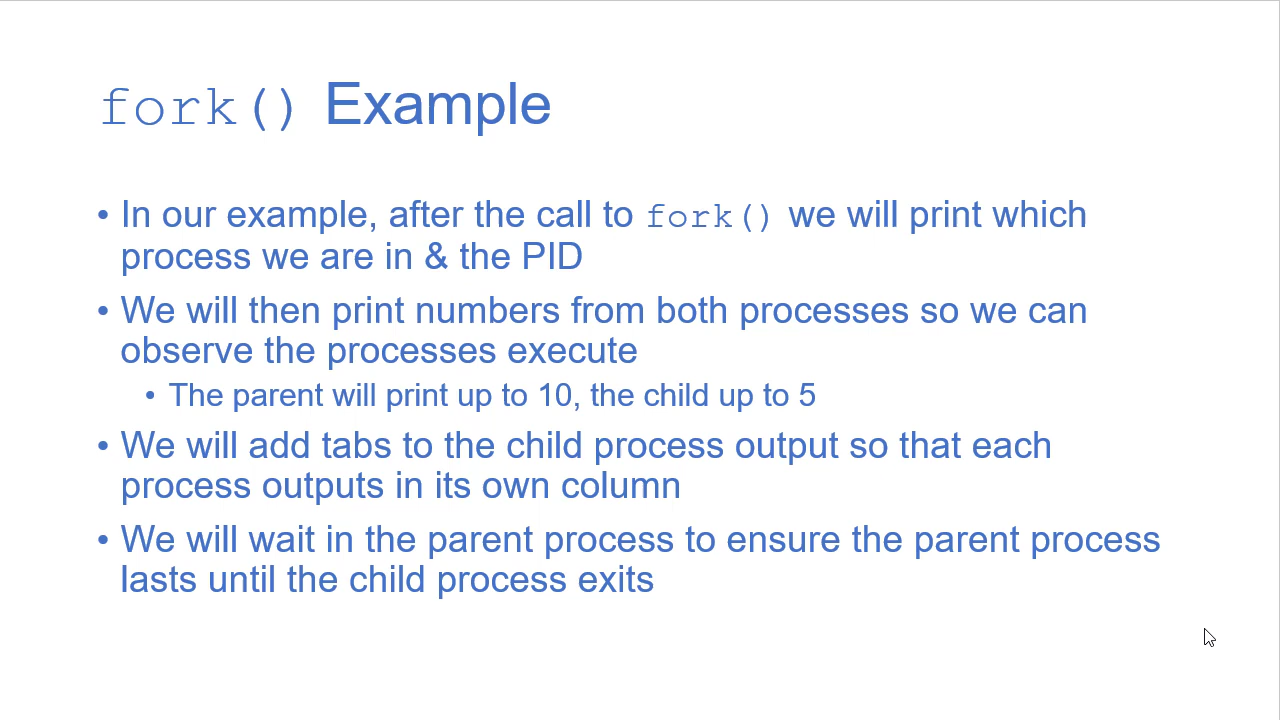 fork() Example
• In our example, after the call to fork() we will print which
process we are in & the PID
• We will then print numbers from both processes so we can
observe the processes execute
• The parent will print up to 10, the child up to 5
• We will add tabs to the child process output so that each
process outputs in its own column
• We will wait in the parent process to ensure the parent process
lasts until the child process exits